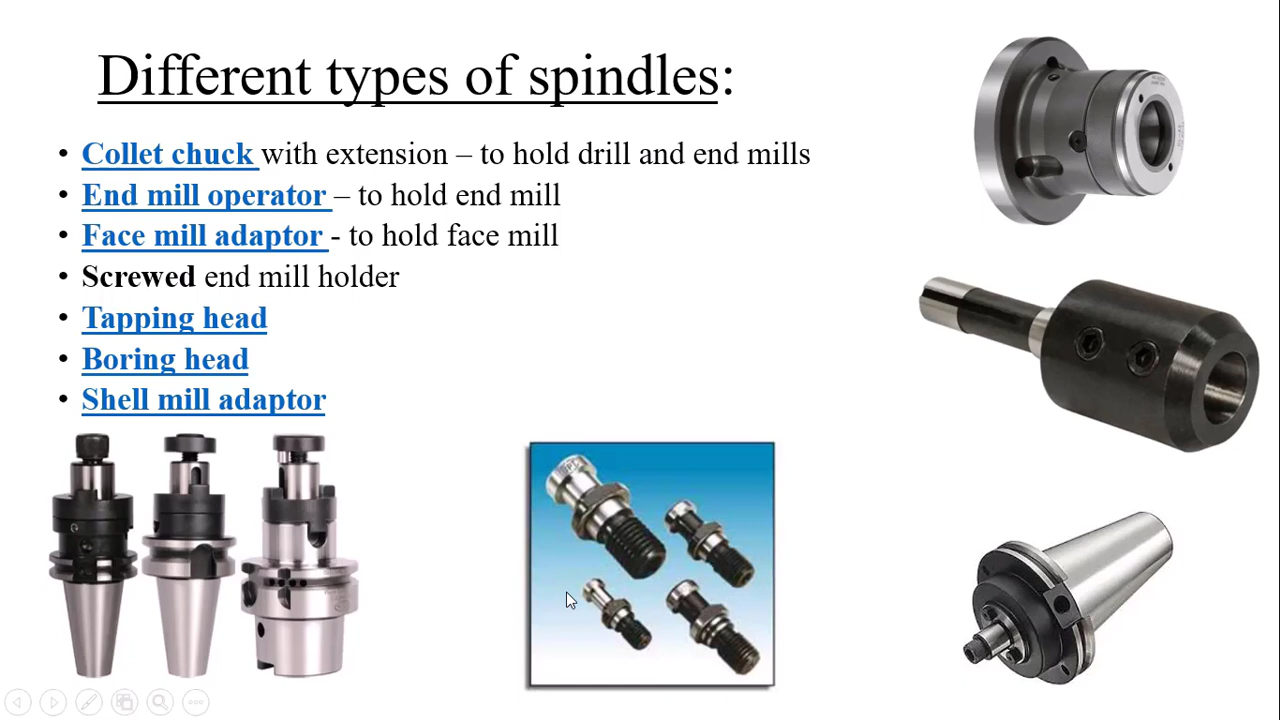 Different types of spindles:
• Collet chuck with extension – to hold drill and end mills
• End mill operator – to hold end mill
• Face mill adaptor - to hold face mill
• Screwed end mill holder
• Tapping head
• Boring head
• Shell mill adaptor